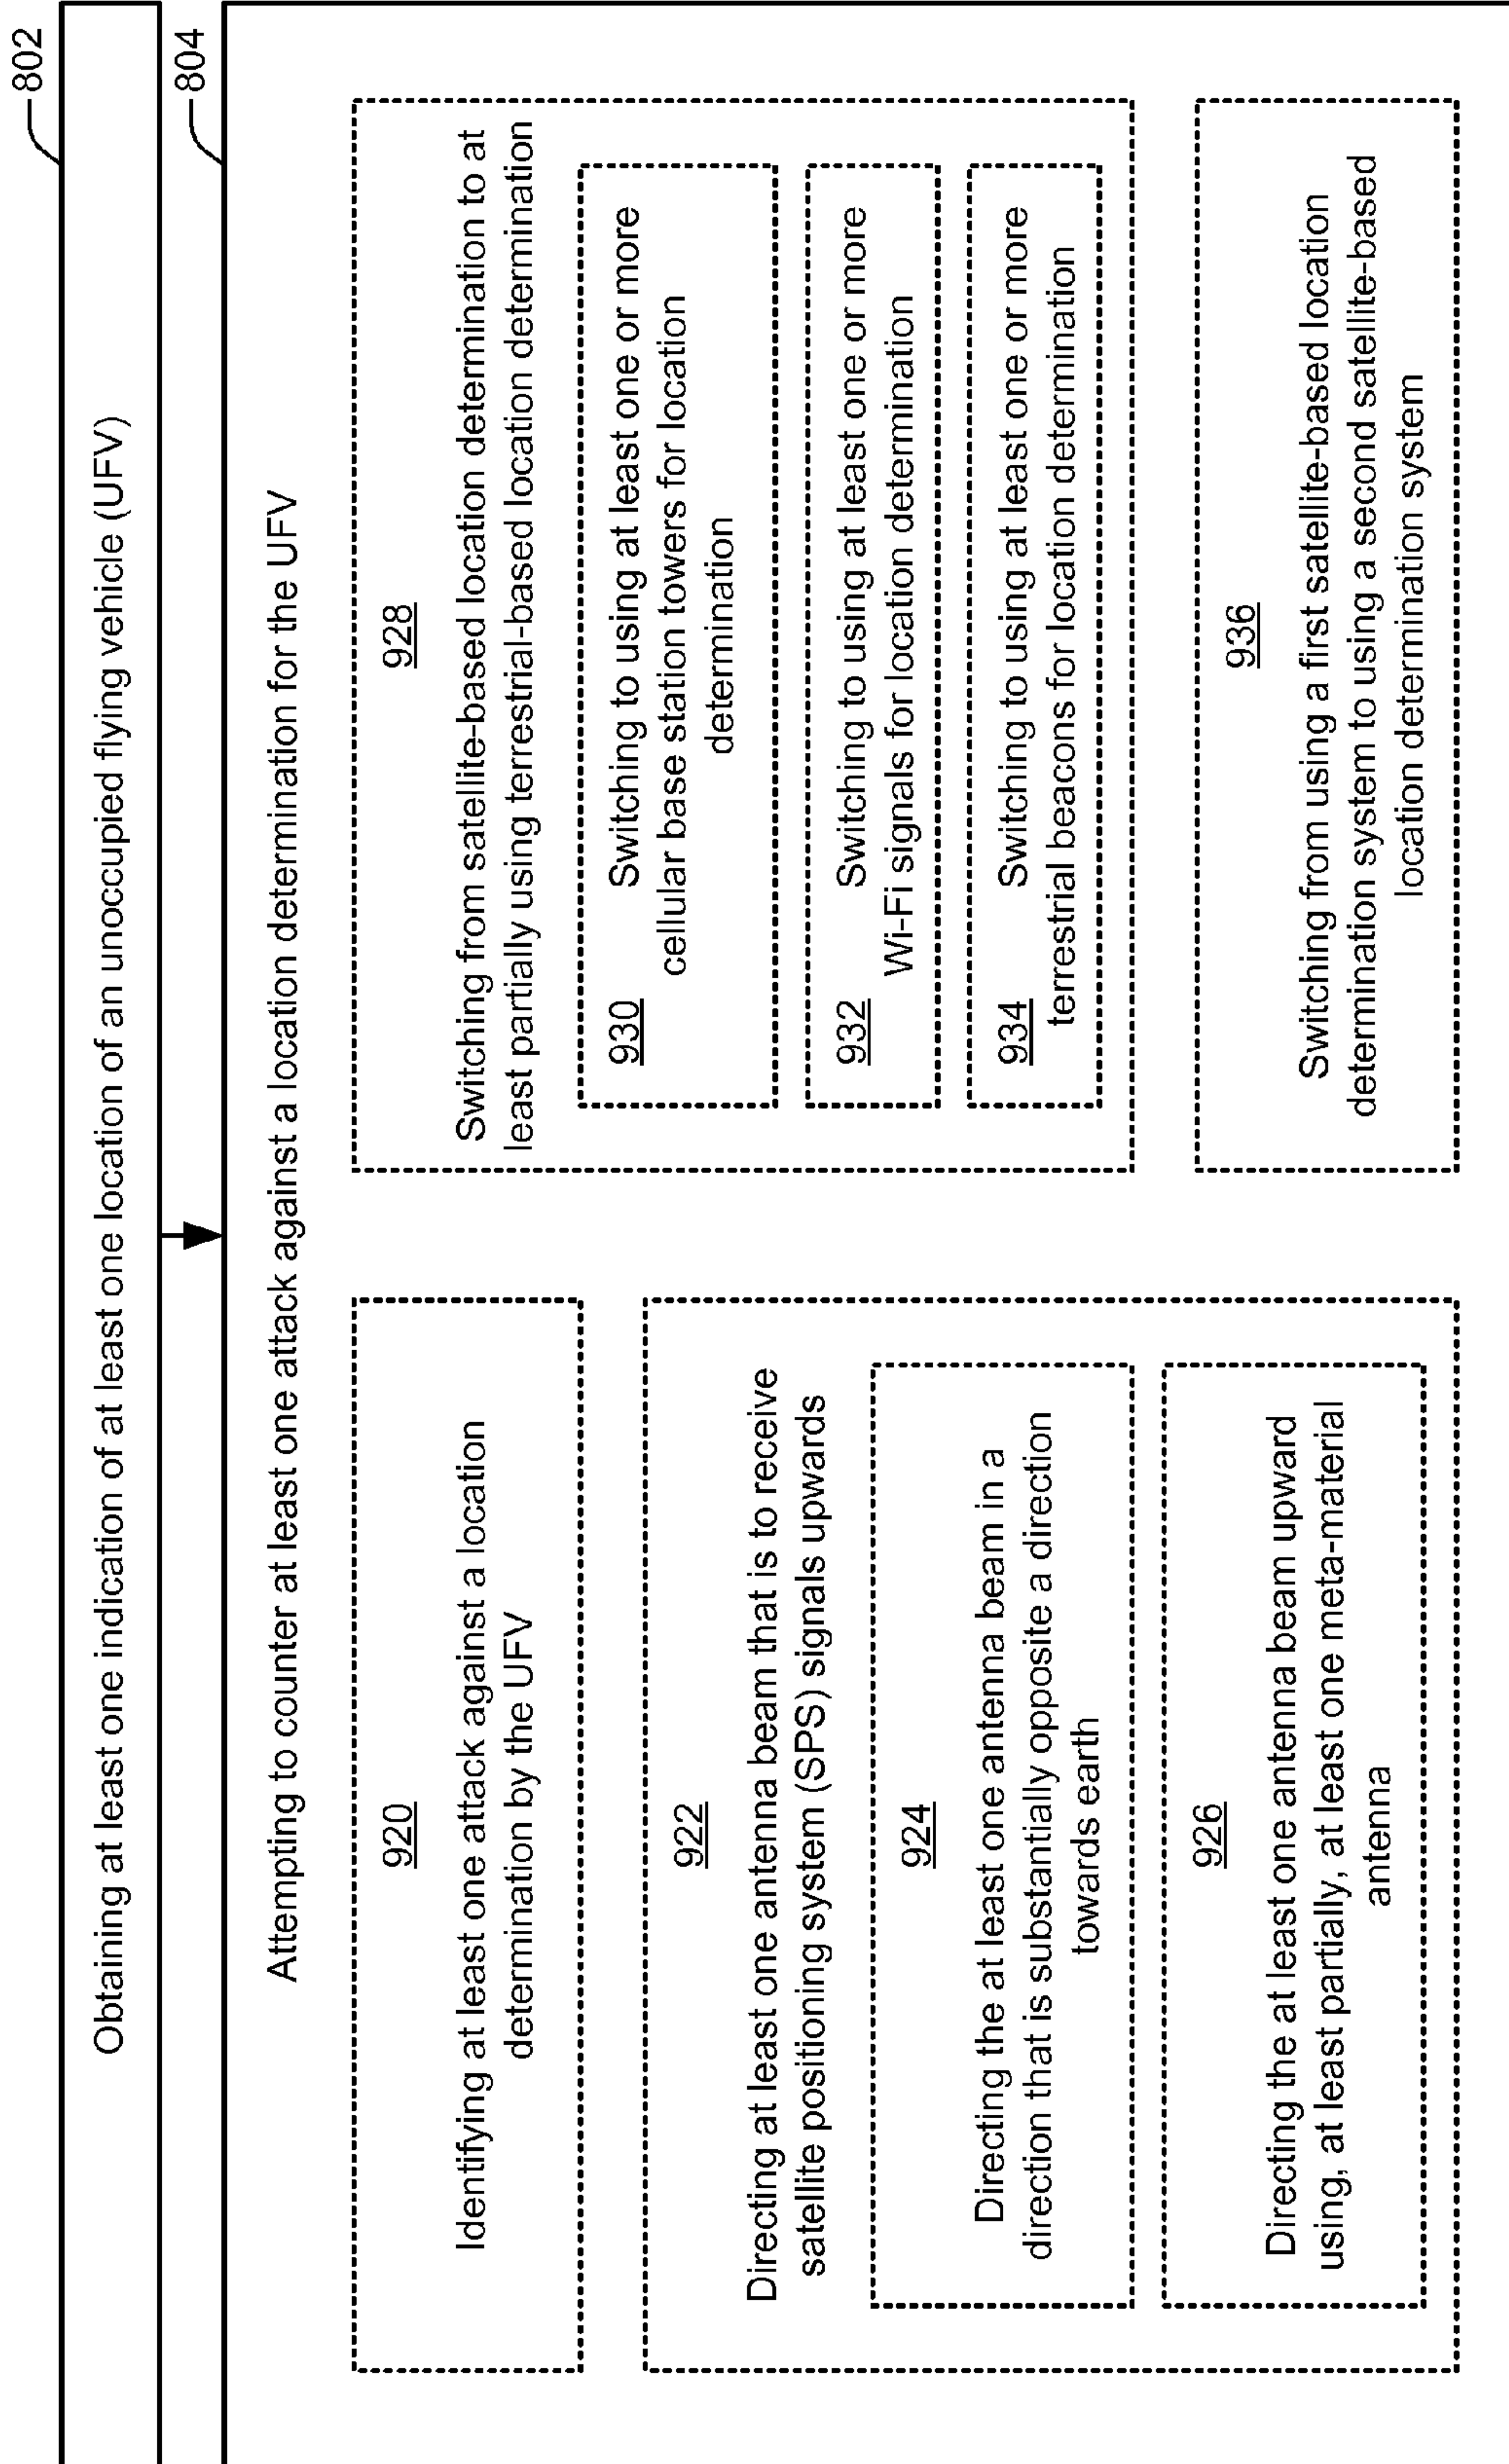 802
Obtaining at least one indication of at least one location of an unoccupied flying vehicle (UFV)
804
Attempting to counter at least one attack against a location determination for the UFV
920
Identifying at least one attack against a location
determination by the UFV
922
Directing at least one antenna beam that is to receive
satellite positioning system (SPS) signals upwards
924
Directing the at least one antenna beam in a
direction that is substantially opposite a direction
towards earth
926
Directing the at least one antenna beam upward
using, at least partially, at least one meta-material
antenna
928
Switching from satellite-based location determination to at
least partially using terrestrial-based location determination
930 Switching to using at least one or more
cellular base station towers for location
determination
932 Switching to using at least one or more
Wi-Fi signals for location determination
934 Switching to using at least one or more
terrestrial beacons for location determination
936
Switching from using a first satellite-based location
determination system to using a second satellite-based
location determination system